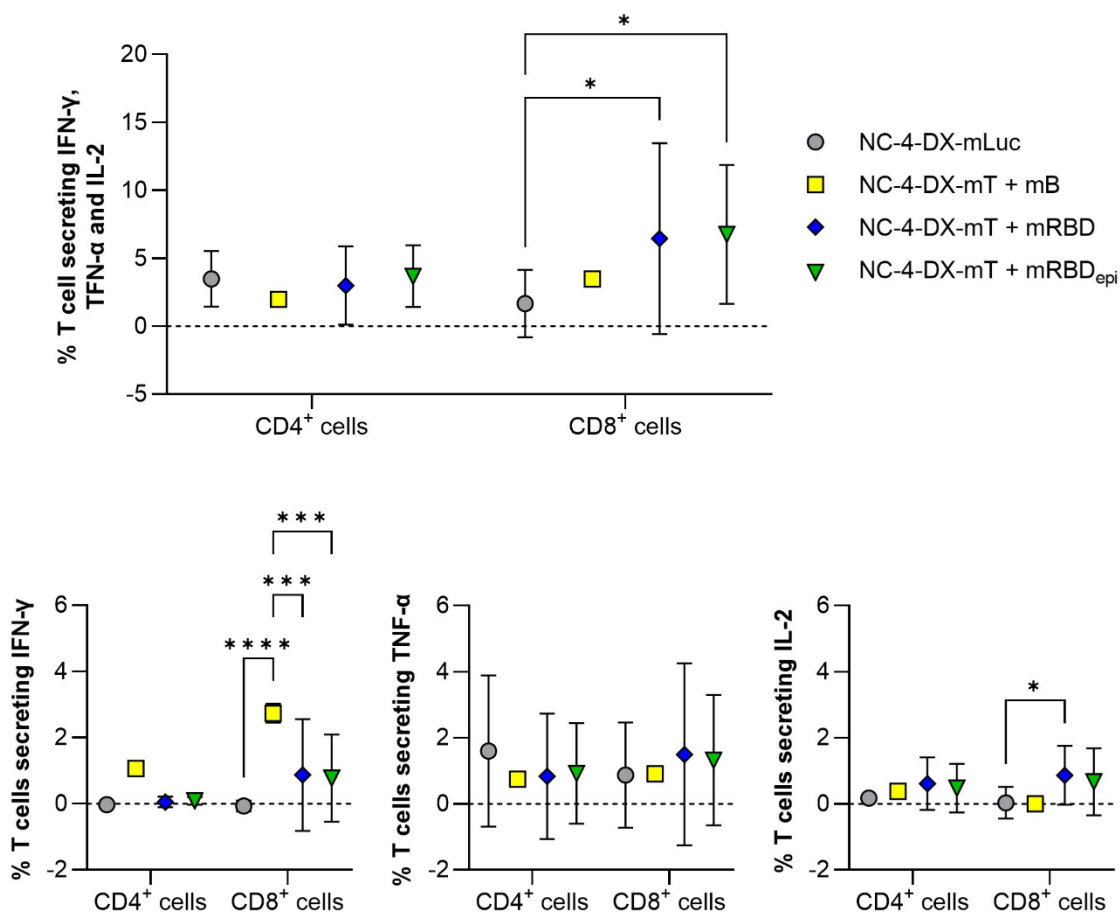 % T cell secreting IFN-γ,
TFN-α and IL-2
20
15
10
5
0
-5
*
*
CD4⁺ cells
CD8⁺ cells
NC-4-DX-mLuc
NC-4-DX-mT + mB
NC-4-DX-mT + mRBD
NC-4-DX-mT + mRBDepi
% T cells secreting IFN-γ
6
4
2
0
-2
***
***
****
CD4⁺ cells
CD8⁺ cells
% T cells secreting TNF-α
6
4
2
0
-2
CD4⁺ cells
CD8⁺ cells
% T cells secreting IL-2
6
4
2
0
-2
*
CD4⁺ cells
CD8⁺ cells